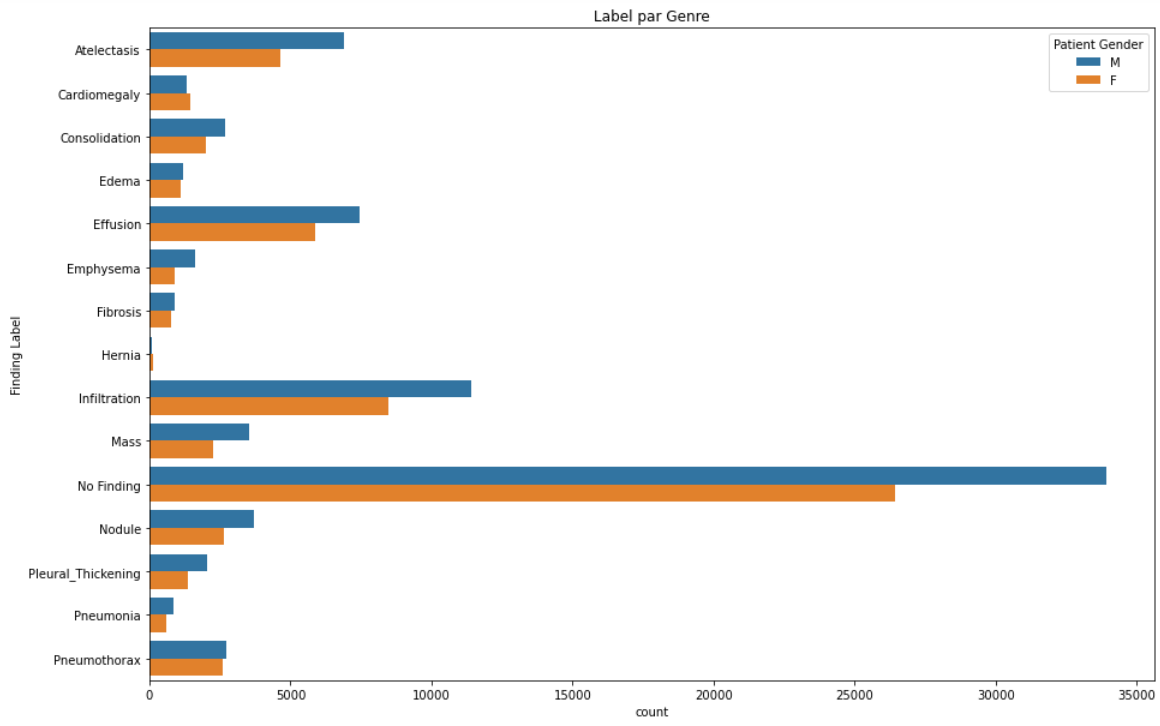 Label par Genre
Patient Gender
M
F
Finding Label
Atelectasis
Cardiomegaly
Consolidation
Edema
Effusion
Emphysema
Fibrosis
Hernia
Infiltration
Mass
No Finding
Nodule
Pleural_Thickening
Pneumonia
Pneumothorax
0 5000 10000 15000 20000 25000 30000 35000
count